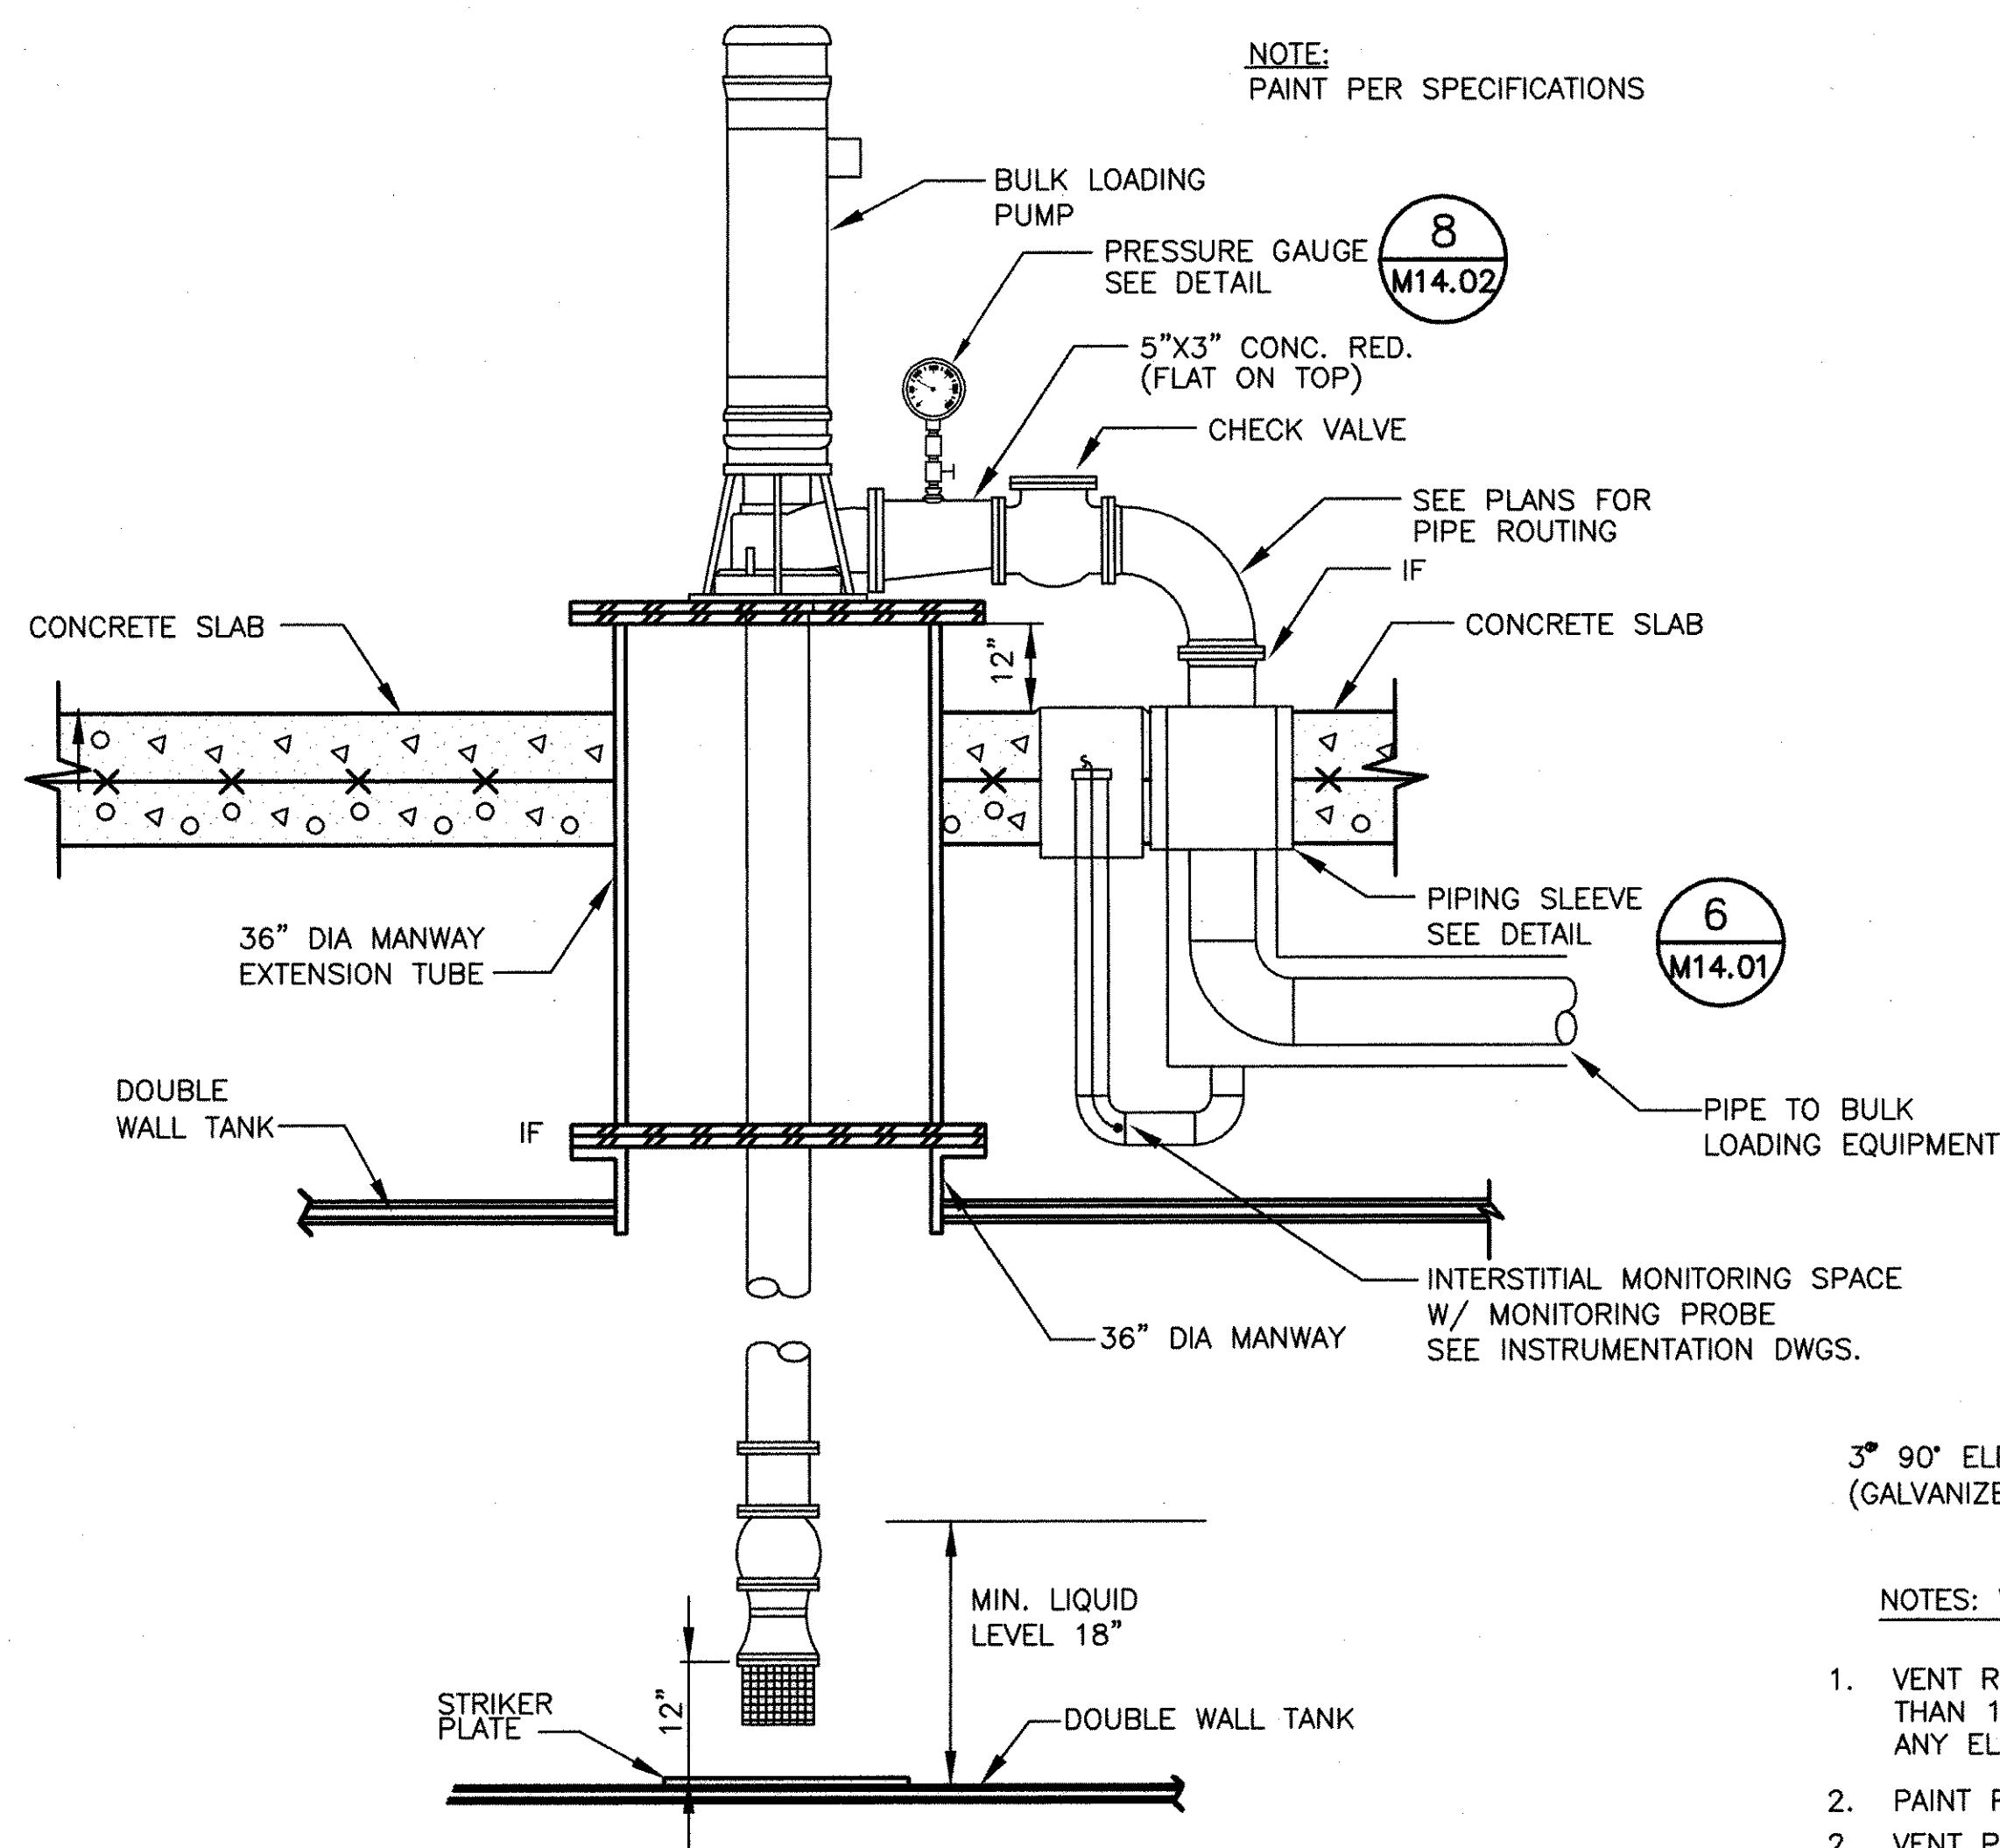 NOTE:
PAINT PER SPECIFICATIONS
BULK LOADING
PUMP
PRESSURE GAUGE
SEE DETAIL
8
M14.02
5"X3" CONC. RED.
(FLAT ON TOP)
CHECK VALVE
SEE PLANS FOR
PIPE ROUTING
IF
CONCRETE SLAB
CONCRETE SLAB
12"
PIPING SLEEVE
SEE DETAIL
6
M14.01
36" DIA MANWAY
EXTENSION TUBE
DOUBLE
WALL TANK
IF
PIPE TO BULK
LOADING EQUIPMENT
INTERSTITIAL MONITORING SPACE
W/ MONITORING PROBE
SEE INSTRUMENTATION DWGS.
36" DIA MANWAY
3" 90°
(GALVANIZE
MIN. LIQUID
LEVEL 18"
12"
STRIKER
PLATE
DOUBLE WALL TANK
NOTES:
1. VENT
THAN
ANY
2. PAINT
2. VENT